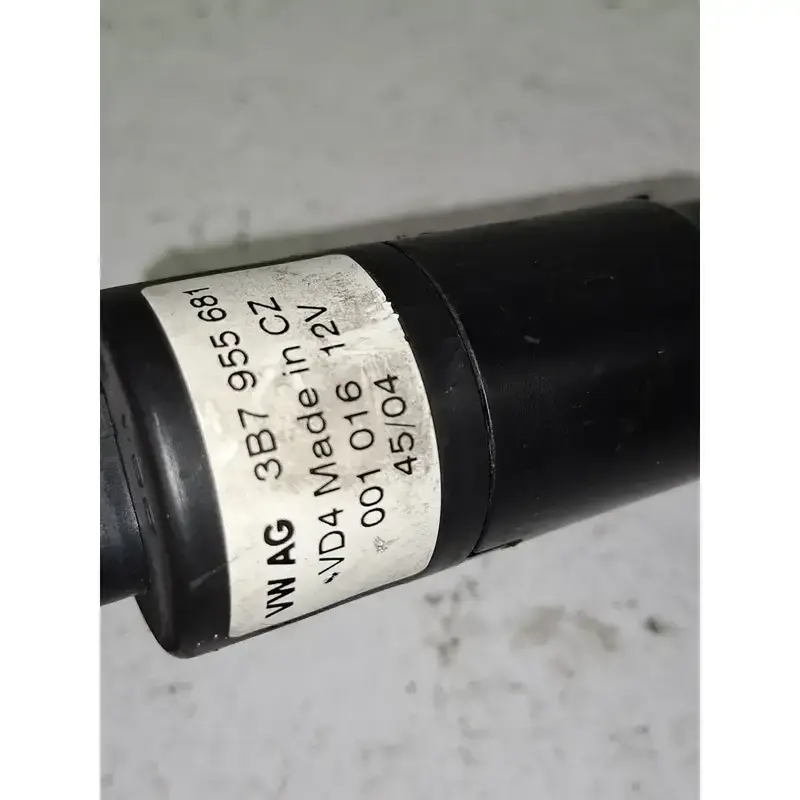 VW AG 3B7 955 681
VD4 Made in CZ
001 016 12V
45/04